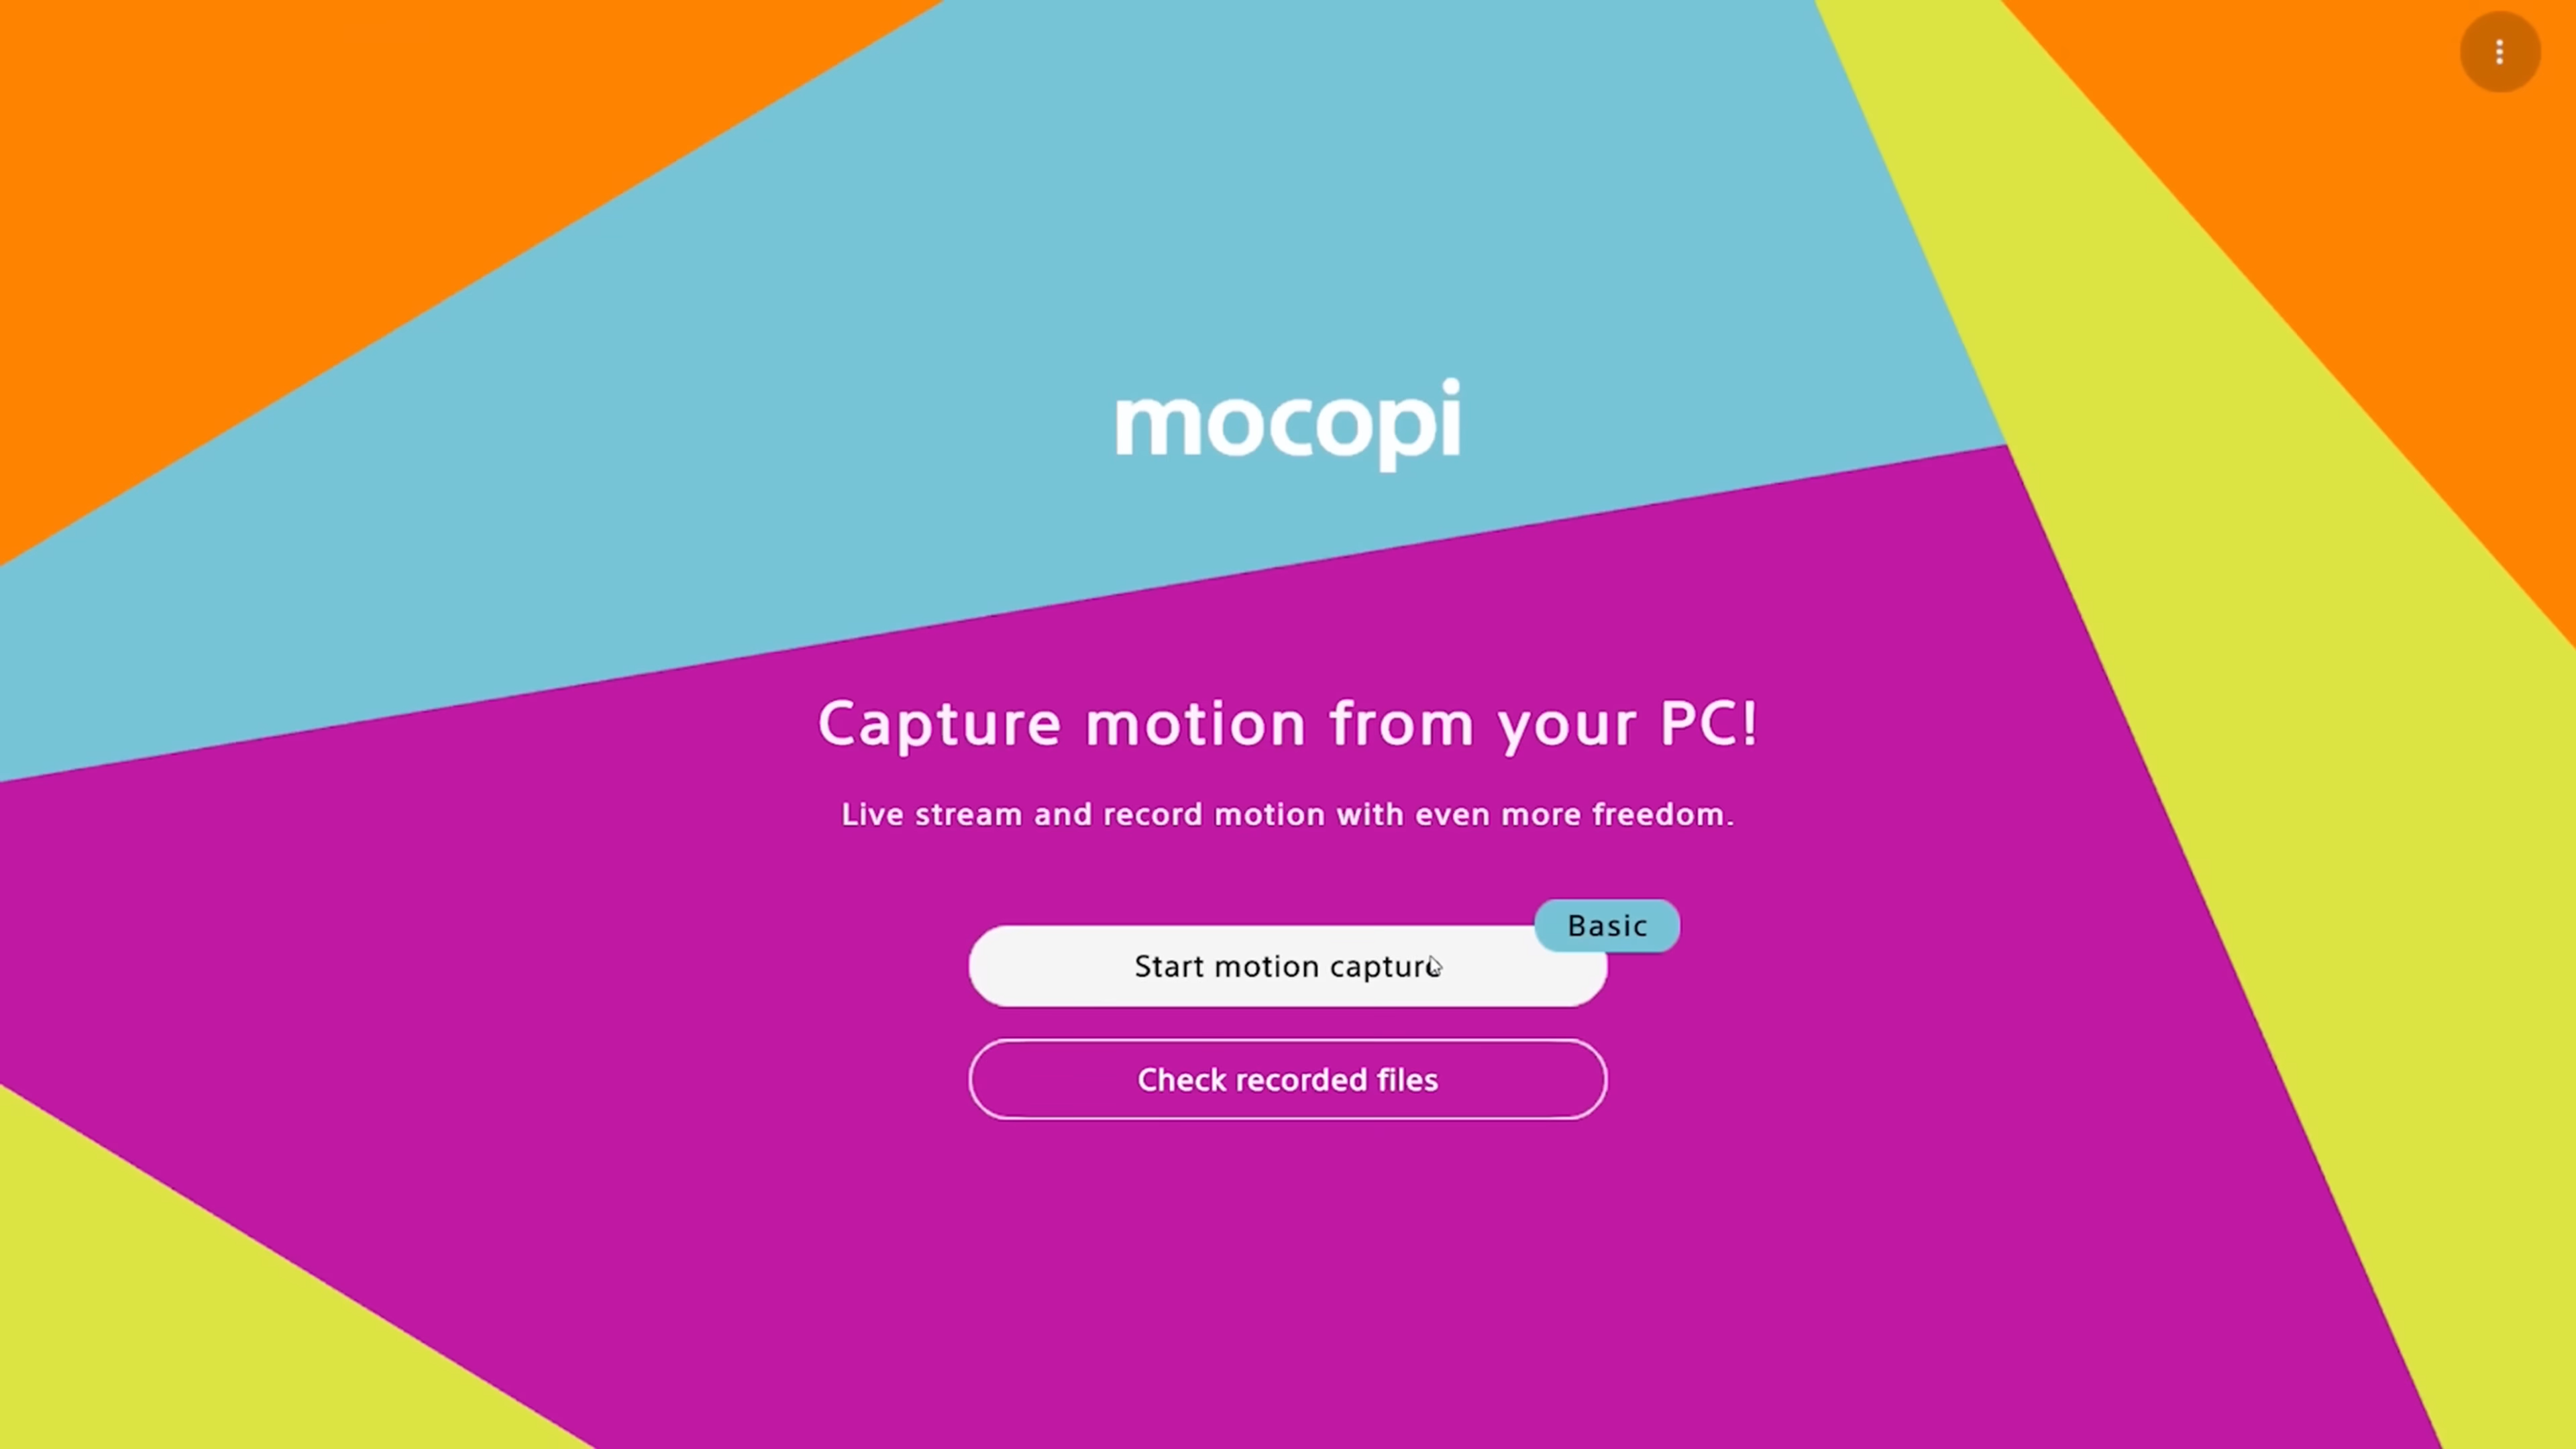 mocopi
Capture motion from your PC!
Live stream and record motion with even more freedom.
Basic
Start motion capture
Check recorded files